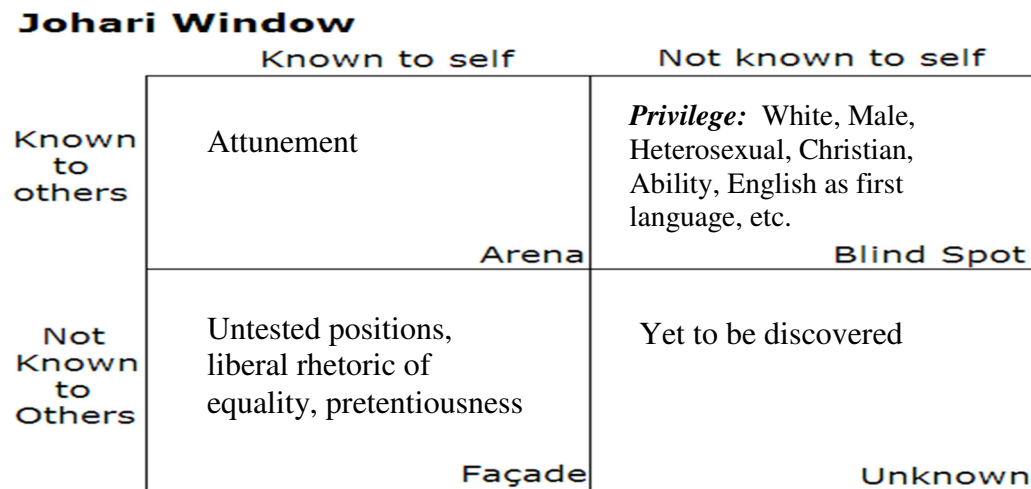 Johari Window
Known to self
Not known to self
Known
to
others
Attunement
Arena
Privilege: White, Male,
Heterosexual, Christian,
Ability, English as first
language, etc.
Blind Spot
Not
Known
to
Others
Untested positions,
liberal rhetoric of
equality, pretentiousness
Façade
Yet to be discovered
Unknown